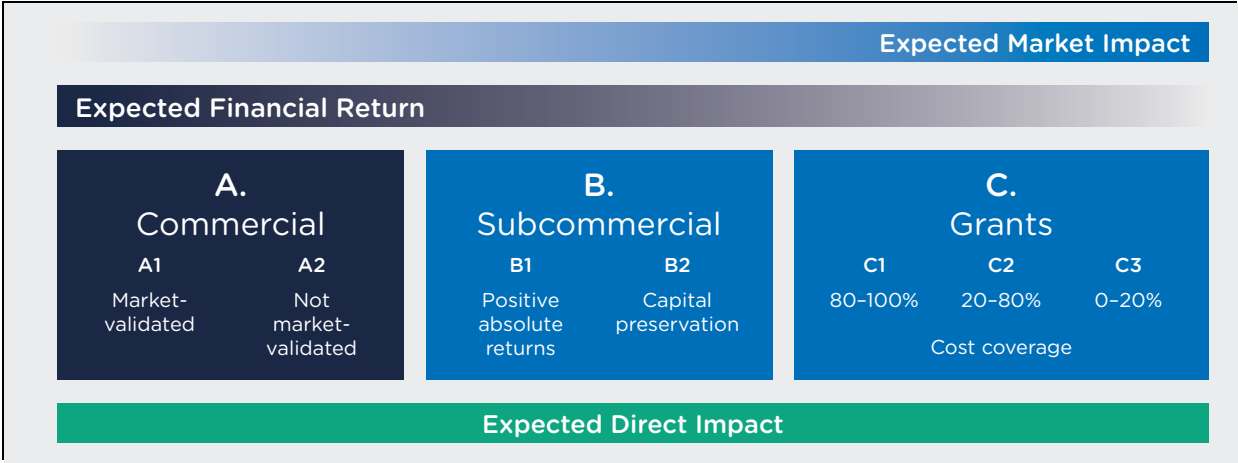 Expected Market Impact
Expected Financial Return
A.
Commercial
A1
Market-
validated
A2
Not
market-
validated
B.
Subcommercial
B1
Positive
absolute
returns
B2
Capital
preservation
C.
Grants
C1
80–100%
C2
20–80%
C3
0–20%
Cost coverage
Expected Direct Impact